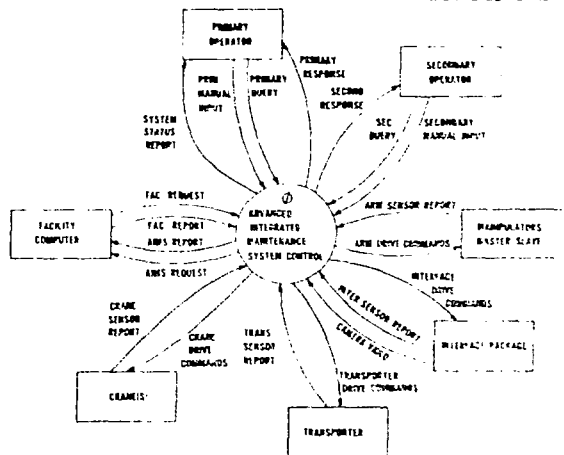 PRIMARY
OPERATOR
SECONDARY
OPERATOR
PRIM
MANUAL
INPUT
PRIMARY
QUERY
PRIMARY
RESPONSE
SECOND
RESPONSE
SEC
QUERY
SECONDARY
MANUAL INPUT
SYSTEM
STATUS
REPORT
FAC REQUEST
FAC REPORT
AIMS REPORT
AIMS REQUEST
FACILITY
COMPUTER
ADVANCED
INTEGRATED
MAINTENANCE
SYSTEM CONTROL
ARM SENSOR REPORT
ARM DRIVE COMMANDS
MANIPULATORS
MASTER SLAVE
INTERFACE
DRIVE
COMMANDS
INTER SENSOR REPORT
CAMERA VIDEO
INTERFACE PACKAGE
CRANE
SENSOR
REPORT
CRANE
DRIVE
COMMANDS
TRANS
SENSOR
REPORT
TRANSPORTER
DRIVE COMMANDS
CRANE(S)
TRANSPORTER